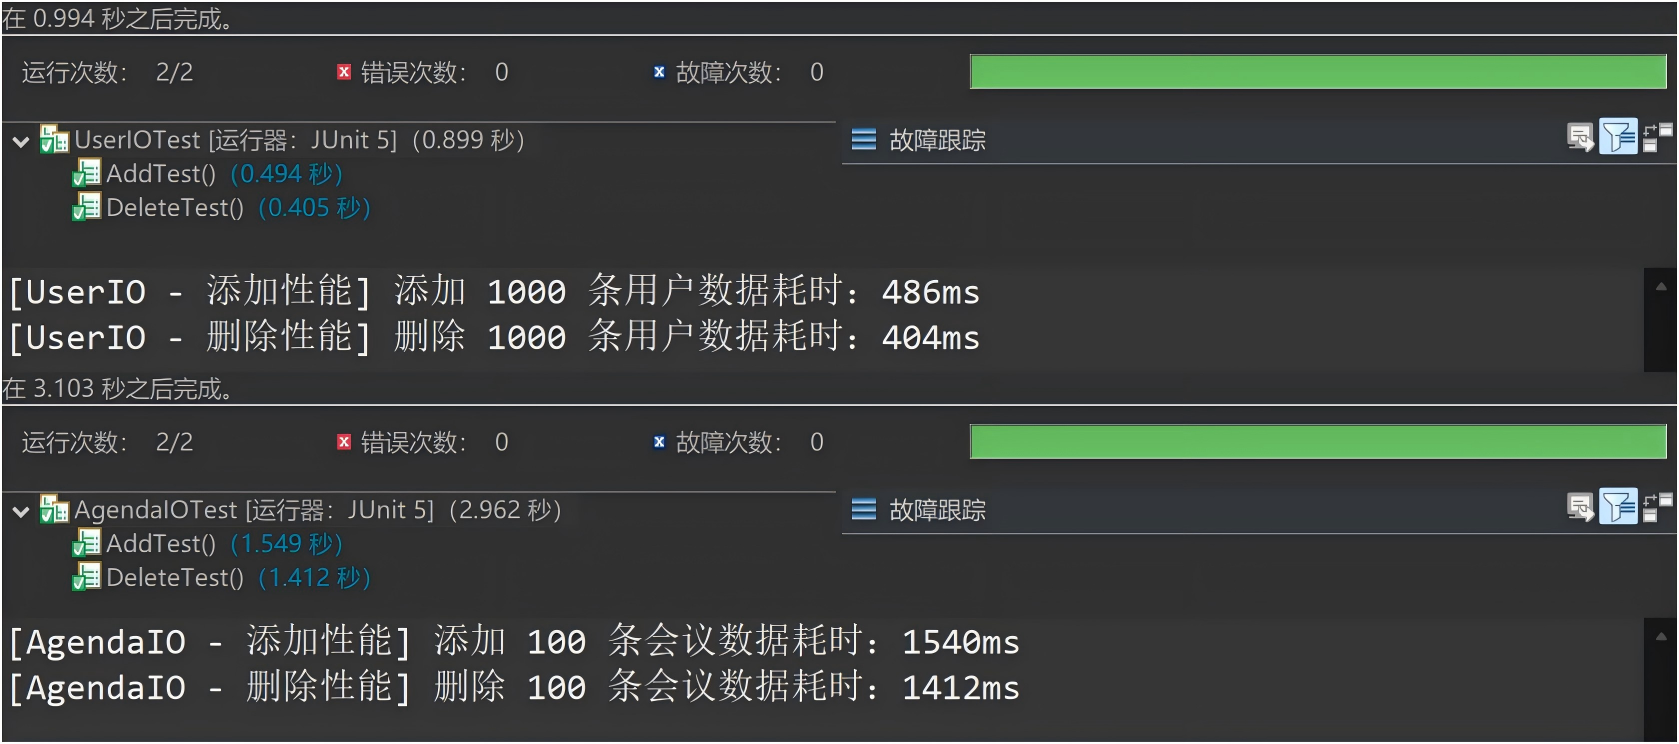 在 0.994 秒之后完成。
运行次数： 2/2 错误次数： 0 故障次数： 0
UserIOTest [运行器：JUnit 5]（0.899 秒）
故障跟踪
AddTest()（0.494 秒）
DeleteTest()（0.405 秒）
[UserIO - 添加性能] 添加 1000 条用户数据耗时：486ms
[UserIO - 删除性能] 删除 1000 条用户数据耗时：404ms
在 3.103 秒之后完成。
运行次数： 2/2 错误次数： 0 故障次数： 0
AgendaIOTest [运行器：JUnit 5]（2.962 秒）
故障跟踪
AddTest()（1.549 秒）
DeleteTest()（1.412 秒）
[AgendaIO - 添加性能] 添加 100 条会议数据耗时：1540ms
[AgendaIO - 删除性能] 删除 100 条会议数据耗时：1412ms